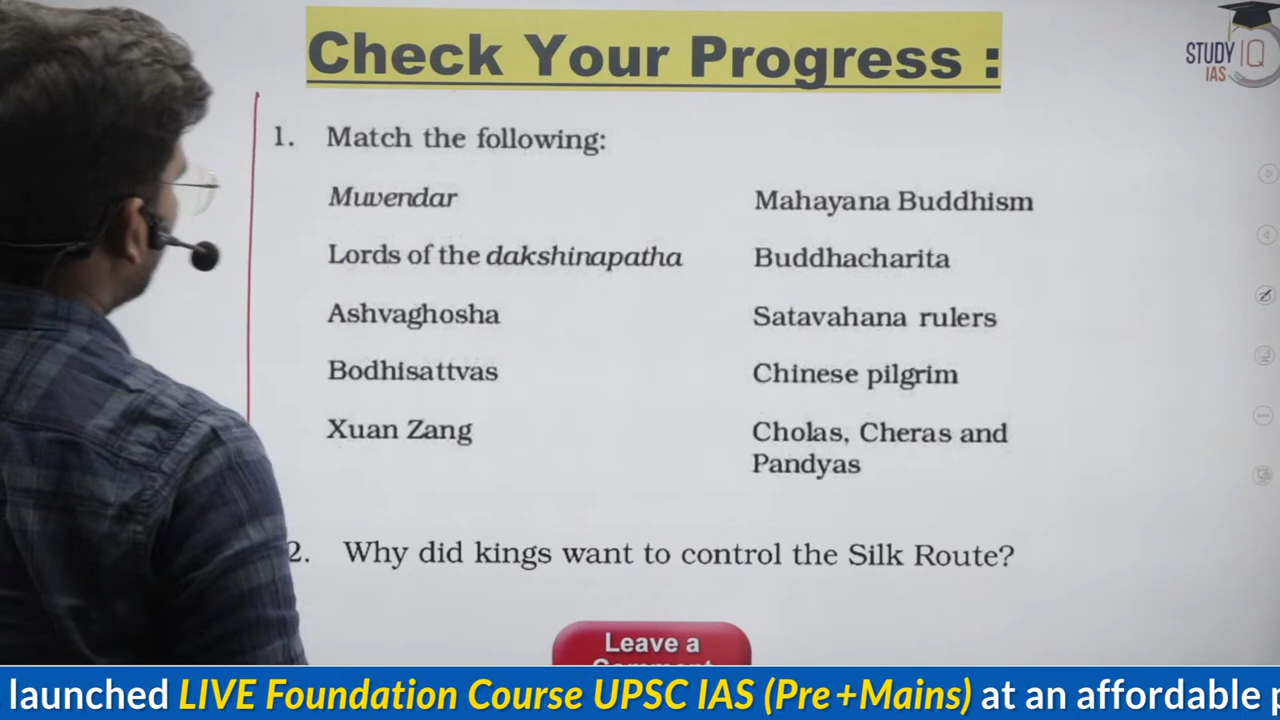 Check Your Progress :
STUDY IQ
IAS
1. Match the following:
Muvendar Mahayana Buddhism
Lords of the dakshinapatha Buddhacharita
Ashvaghosha Satavahana rulers
Bodhisattvas Chinese pilgrim
Xuan Zang Cholas, Cheras and
Pandyas
2. Why did kings want to control the Silk Route?
Leave a
Comment
launched LIVE Foundation Course UPSC IAS (Pre+Mains) at an affordable